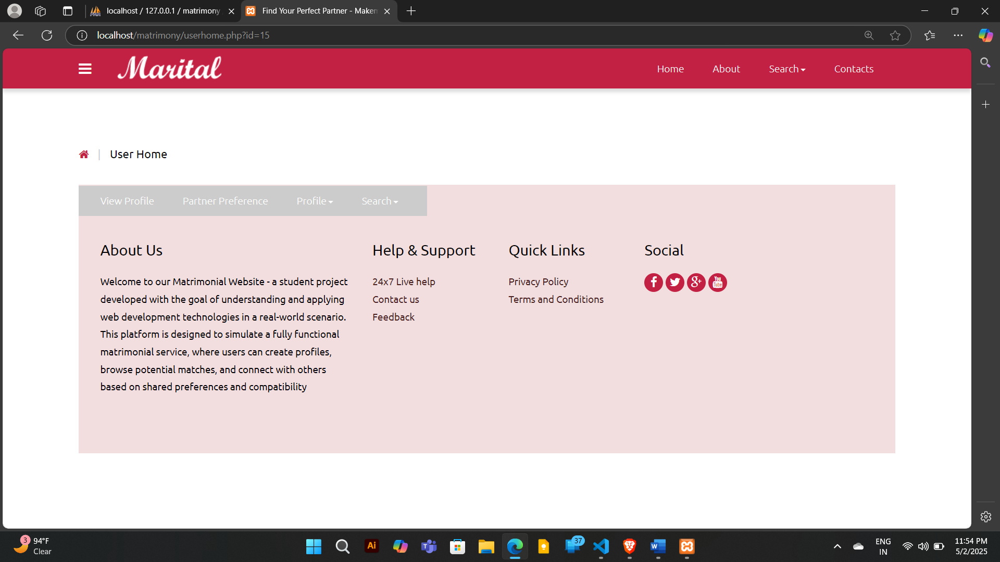 localhost / 127.0.0.1 / matrimony
Find Your Perfect Partner - Makem
localhost/matrimony/userhome.php?id=15
Marital
Home About Search Contacts
User Home
View Profile Partner Preference Profile Search
About Us
Welcome to our Matrimonial Website - a student project
developed with the goal of understanding and applying
web development technologies in a real-world scenario.
This platform is designed to simulate a fully functional
matrimonial service, where users can create profiles,
browse potential matches, and connect with others
based on shared preferences and compatibility
Help & Support
24x7 Live help
Contact us
Feedback
Quick Links
Privacy Policy
Terms and Conditions
Social
You
Tube
3
94°F
Clear
Ai
37
W
ENG
IN
11:54 PM
5/2/2025